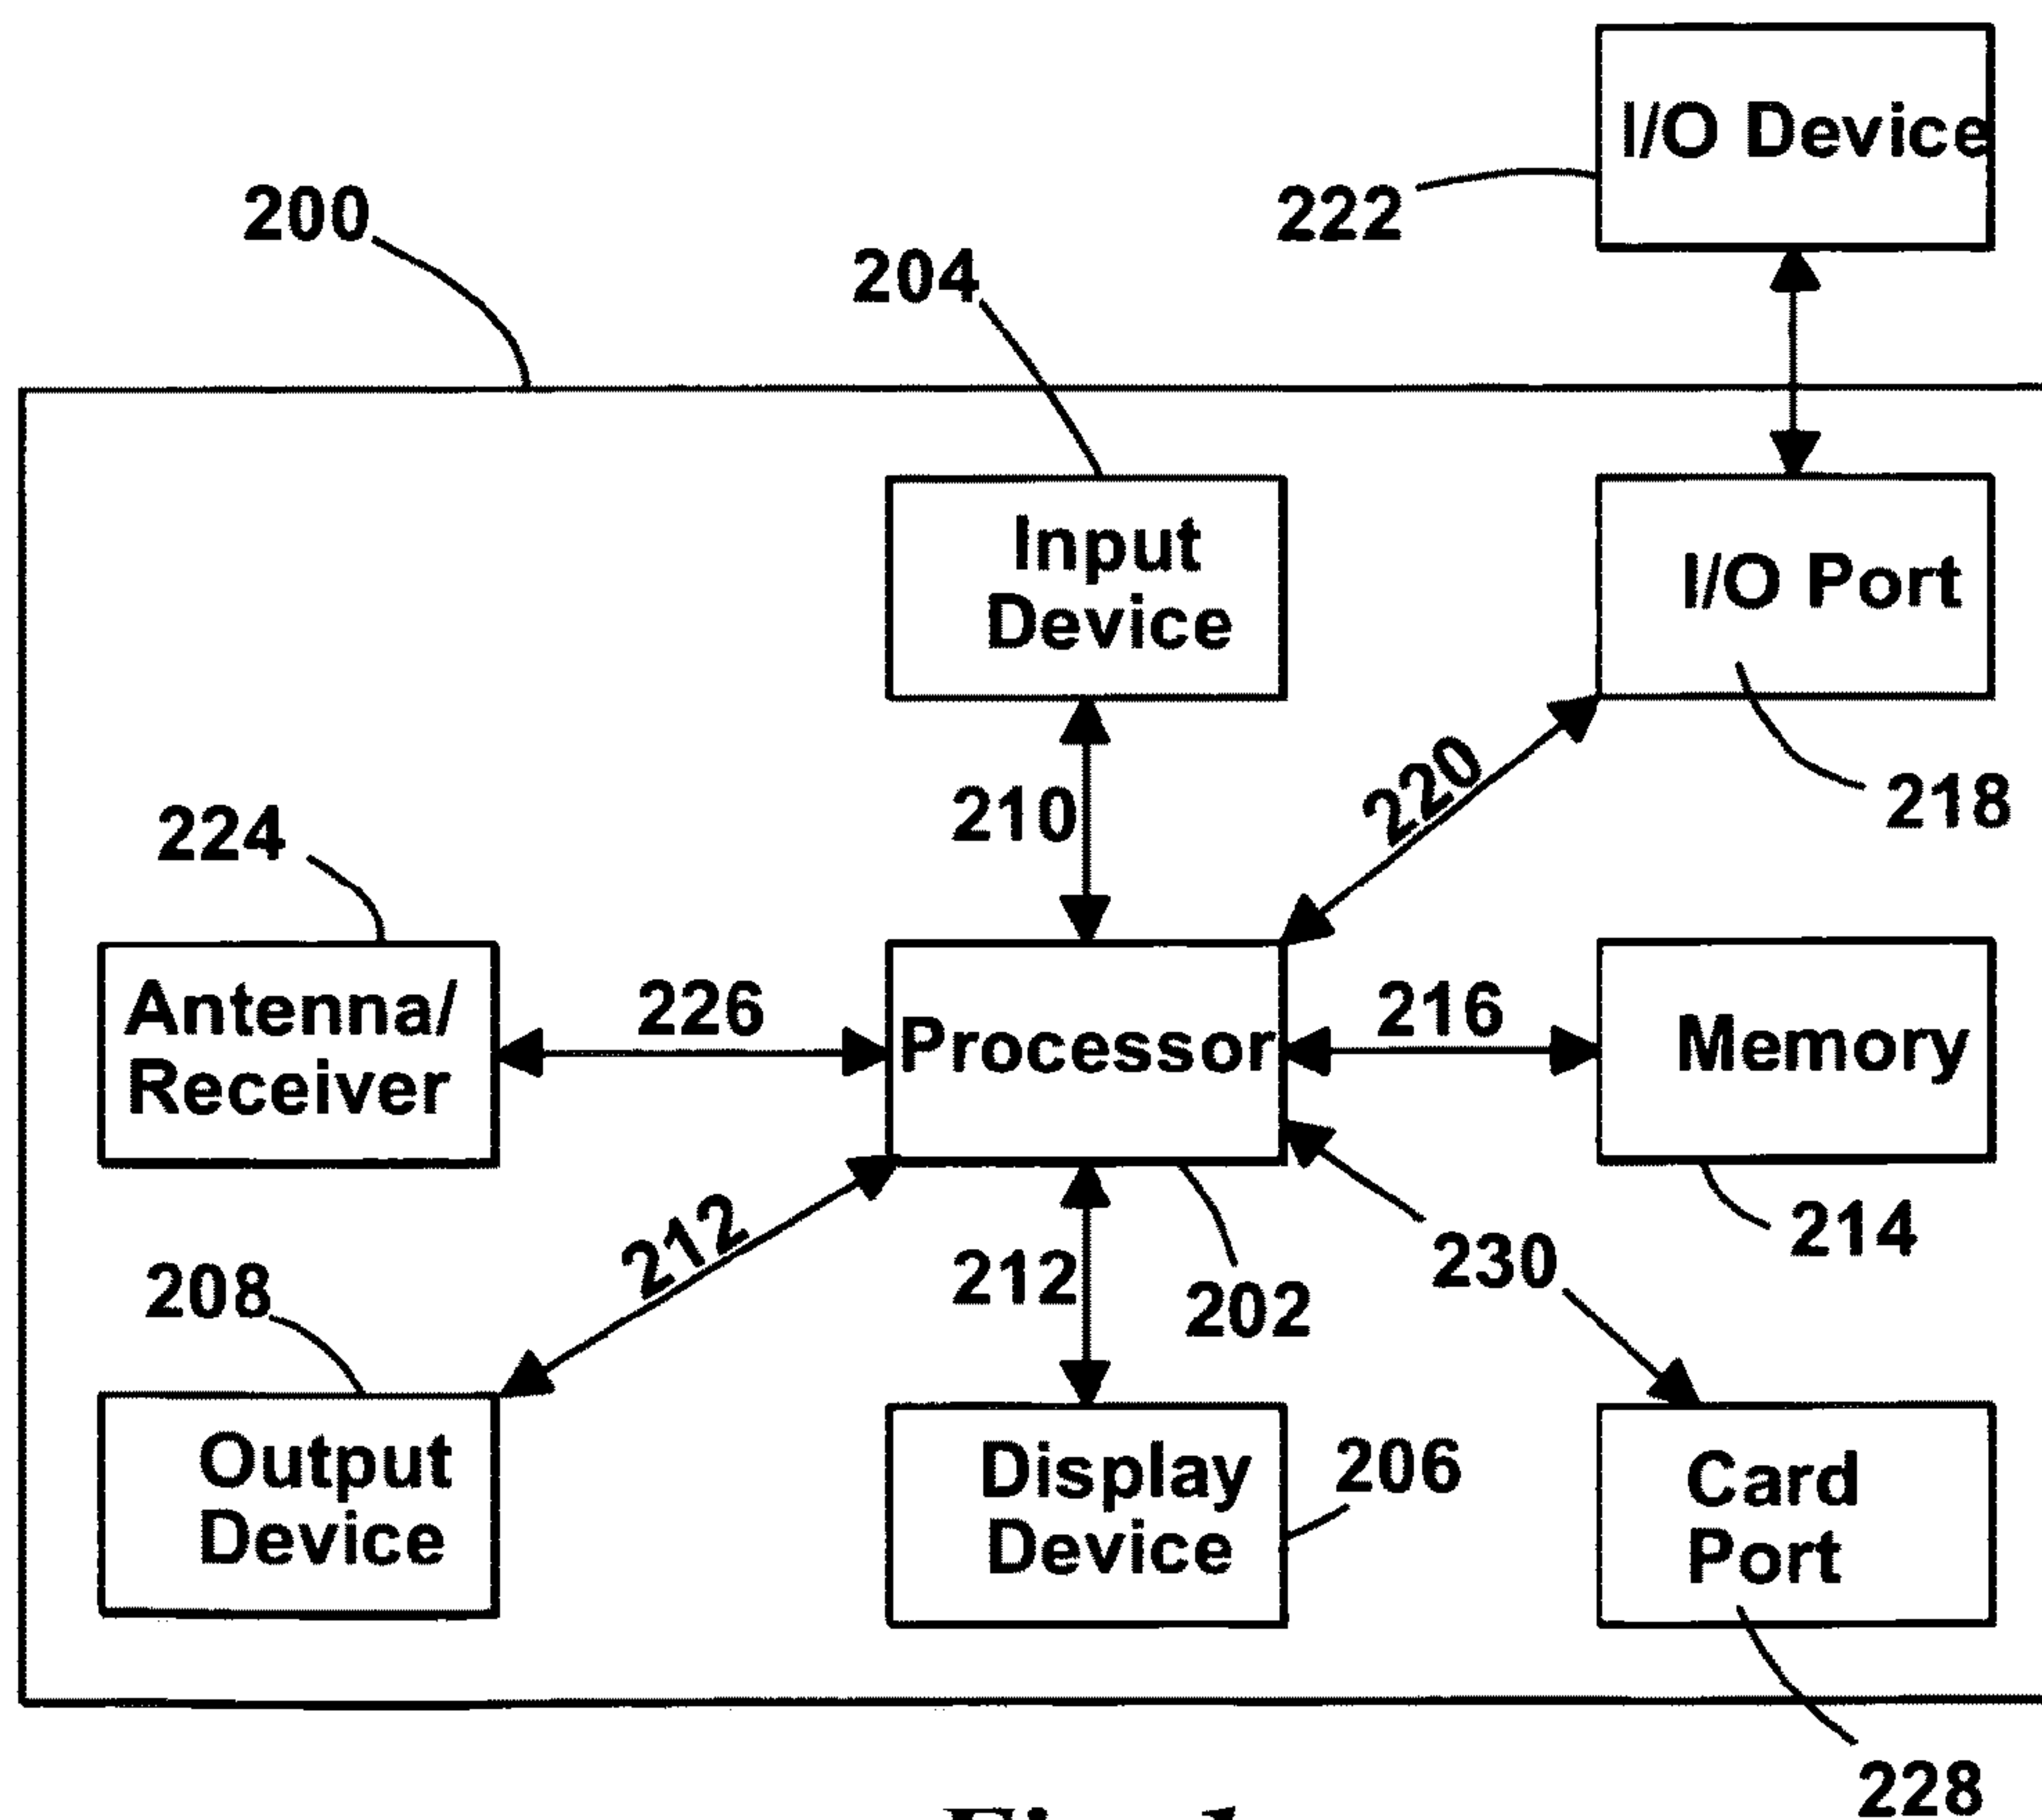 I/O Device
222
200
204
Input
Device
I/O Port
210
220
218
224
Antenna/
Receiver
226
Processor
216
Memory
212
212
202
230
214
208
Output
Device
Display
Device
206
Card
Port
228